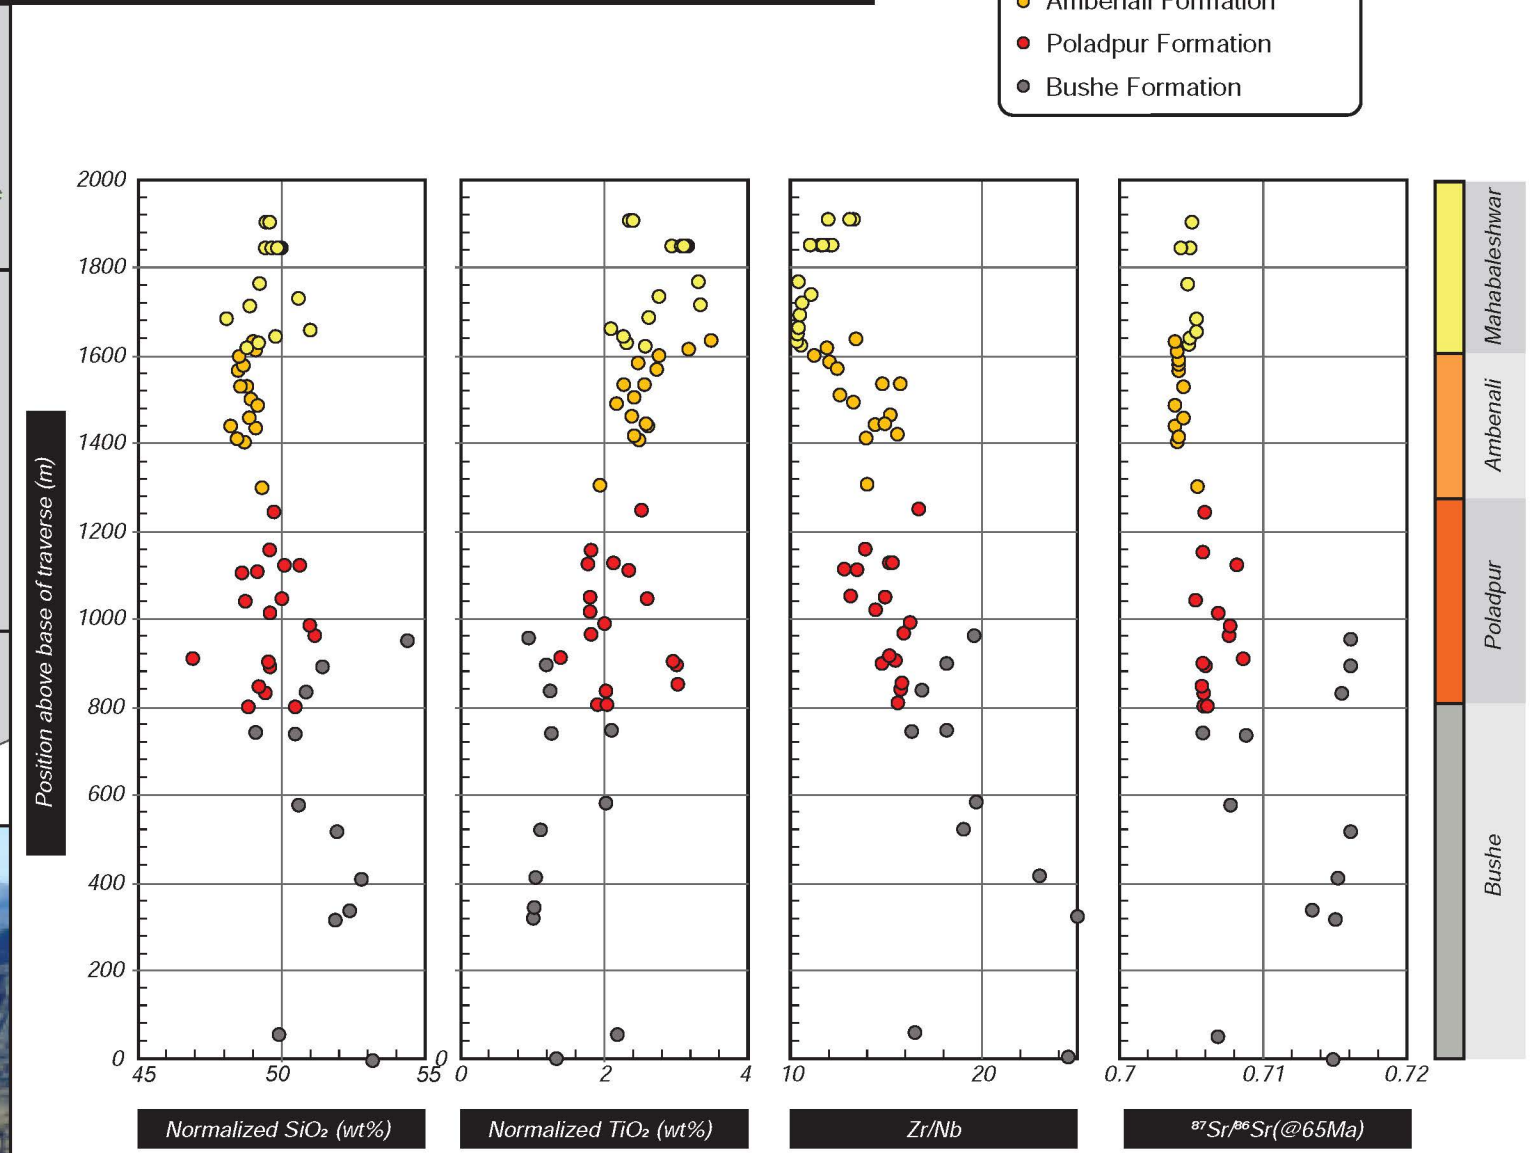 Ambenali Formation
Poladpur Formation
Bushe Formation
2000
1800
1600
1400
1200
1000
800
600
400
200
0
Position above base of traverse (m)
45
50
55
0
0
2
4
10
20
0.7
0.71
0.72
Normalized SiO₂ (wt%)
Normalized TiO₂ (wt%)
Zr/Nb
⁸⁷Sr/⁸⁶Sr(@65Ma)
Mahabaleshwar
Ambenali
Poladpur
Bushe